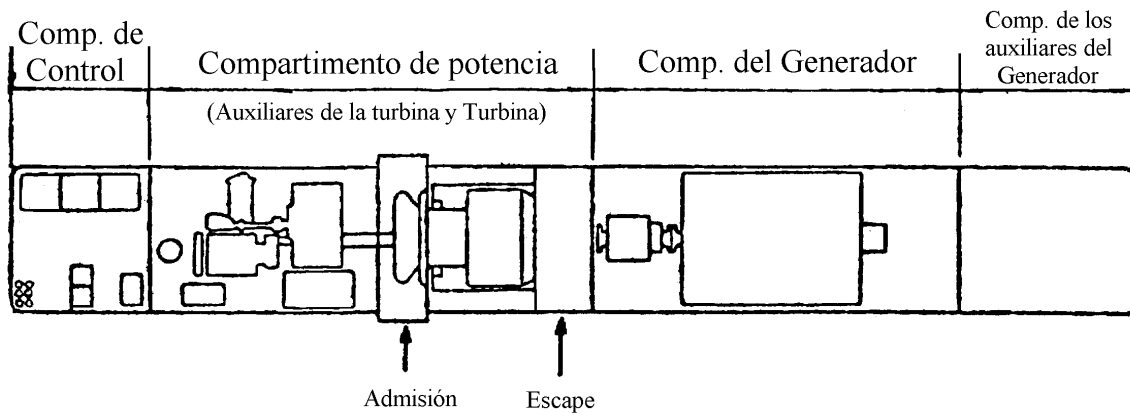 Comp. de
Control
Compartimento de potencia
(Auxiliares de la turbina y Turbina)
Comp. del Generador
Comp. de los
auxiliares del
Generador
Admisión
Escape